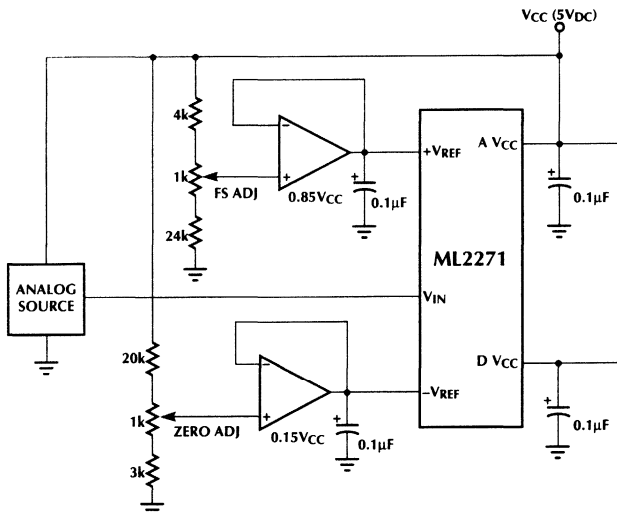 VCC (5VDC)
4k
1k
FS ADJ
24k
−
+
0.85VCC
+
0.1µF
+VREF
A VCC
+
0.1µF
ML2271
ANALOG
SOURCE
VIN
20k
1k
ZERO ADJ
3k
−
+
0.15VCC
+
0.1µF
−VREF
D VCC
+
0.1µF